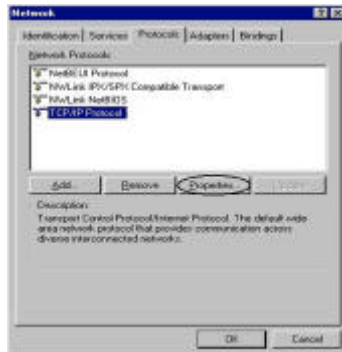 Network
Identification Services Protocols Adapters Bindings
Network Protocols:
NetBEUI Protocol
NWLink IPX/SPX Compatible Transport
NWLink NetBIOS
TCP/IP Protocol
Add... Remove Properties...
Description:
Transport Control Protocol/Internet Protocol. The default wide
area network protocol that provides communication across
diverse interconnected networks.
OK Cancel